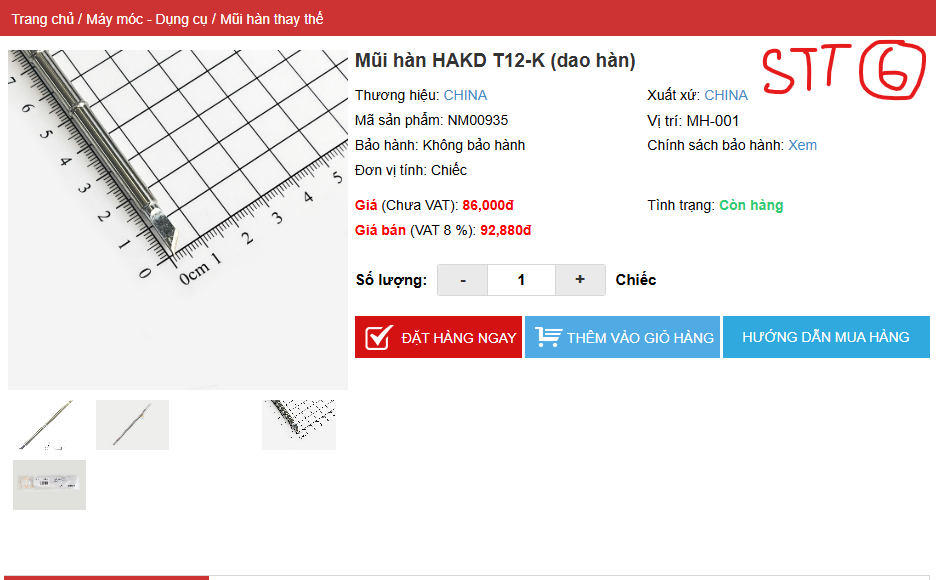 Trang chủ / Máy móc - Dụng cụ / Mũi hàn thay thế
Mũi hàn HAKD T12-K (dao hàn)
STT 6
Thương hiệu: CHINA
Xuất xứ: CHINA
Mã sản phẩm: NM00935
Vị trí: MH-001
Bảo hành: Không bảo hành
Chính sách bảo hành: Xem
Đơn vị tính: Chiếc
Giá (Chưa VAT): 86,000đ
Tình trạng: Còn hàng
Giá bán (VAT 8 %): 92,880đ
Số lượng: - 1 + Chiếc
ĐẶT HÀNG NGAY
THÊM VÀO GIỎ HÀNG
HƯỚNG DẪN MUA HÀNG
7 6 5 4 3 2 1 0
0cm 1 2 3 4 5